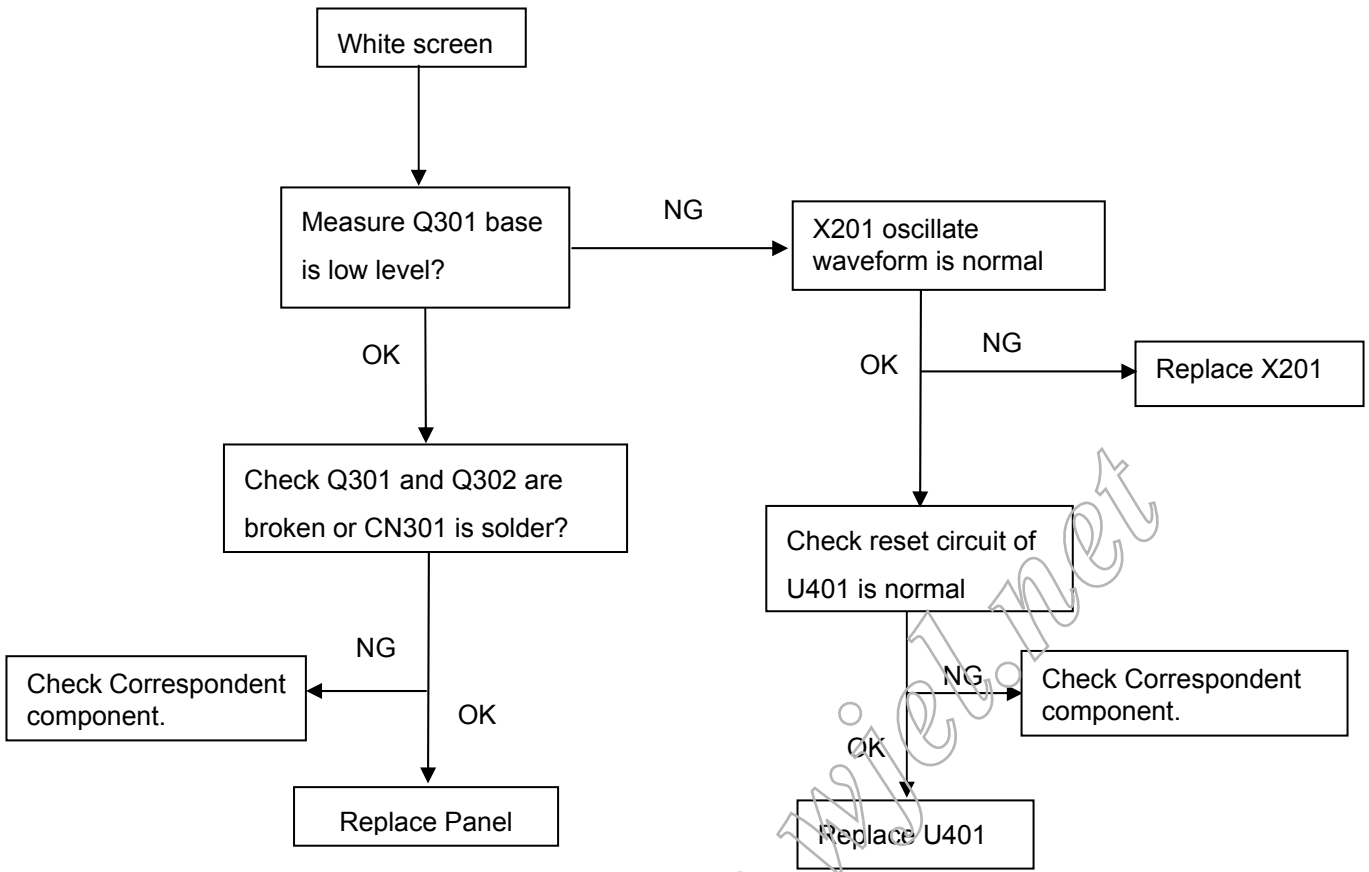 White screen
Measure Q301 base
is low level?
NG
X201 oscillate
waveform is normal
OK
OK
NG
Replace X201
Check Q301 and Q302 are
broken or CN301 is solder?
Check reset circuit of
U401 is normal
NG
Check Correspondent
component.
OK
NG
Check Correspondent
component.
OK
Replace Panel
Replace U401
wjel.net